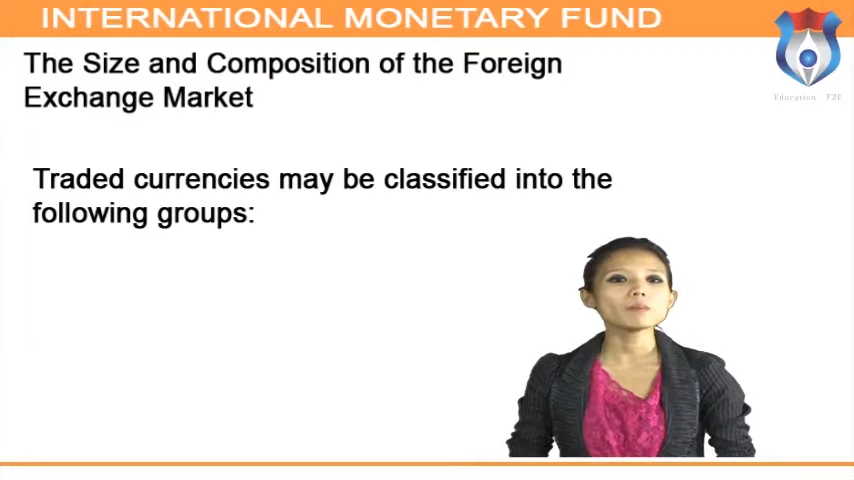 INTERNATIONAL MONETARY FUND
The Size and Composition of the Foreign
Exchange Market
Traded currencies may be classified into the
following groups:
Education FZE